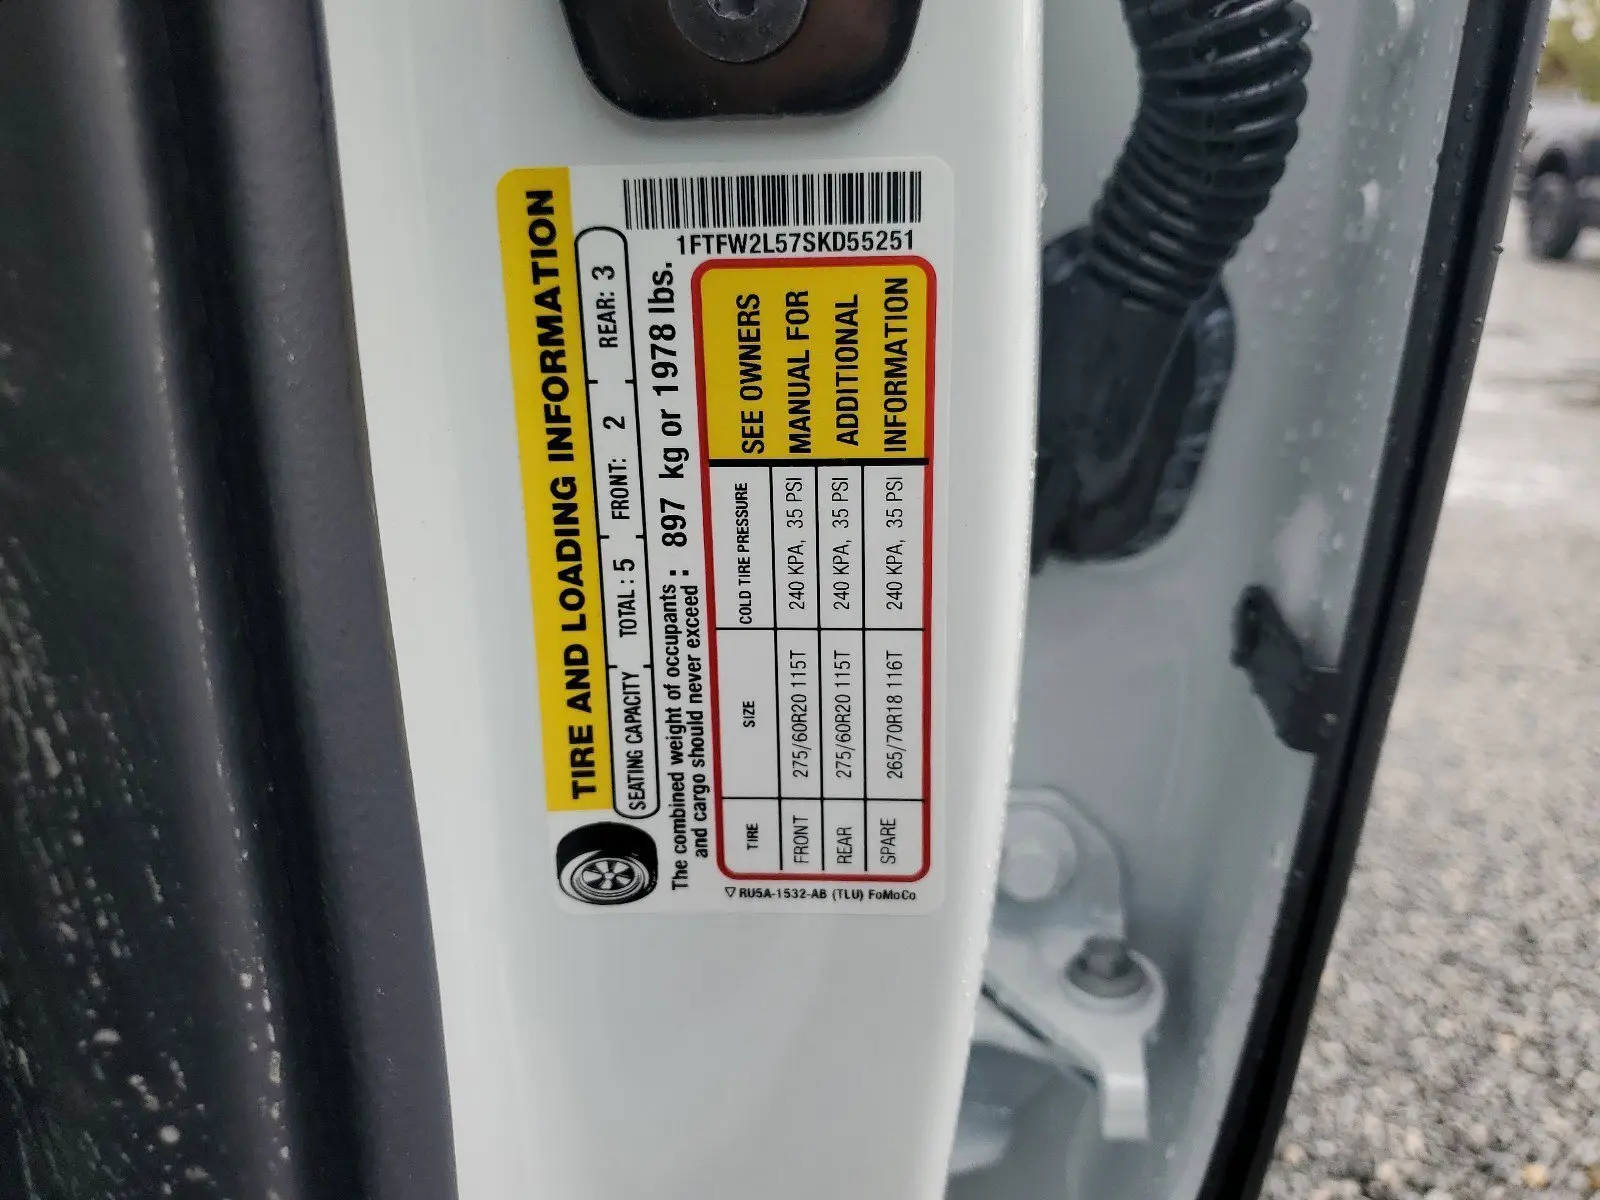 1FTFW2L57SKD55251
TIRE AND LOADING INFORMATION
SEATING CAPACITY TOTAL : 5 FRONT: 2 REAR: 3
The combined weight of occupants
and cargo should never exceed : 897 kg or 1978 lbs.
TIRE SIZE COLD TIRE PRESSURE
FRONT 275/60R20 115T 240 KPA, 35 PSI
REAR 275/60R20 115T 240 KPA, 35 PSI
SPARE 265/70R18 116T 240 KPA, 35 PSI
SEE OWNERS
MANUAL FOR
ADDITIONAL
INFORMATION
▽ RU5A-1532-AB (TLU) FoMoCo